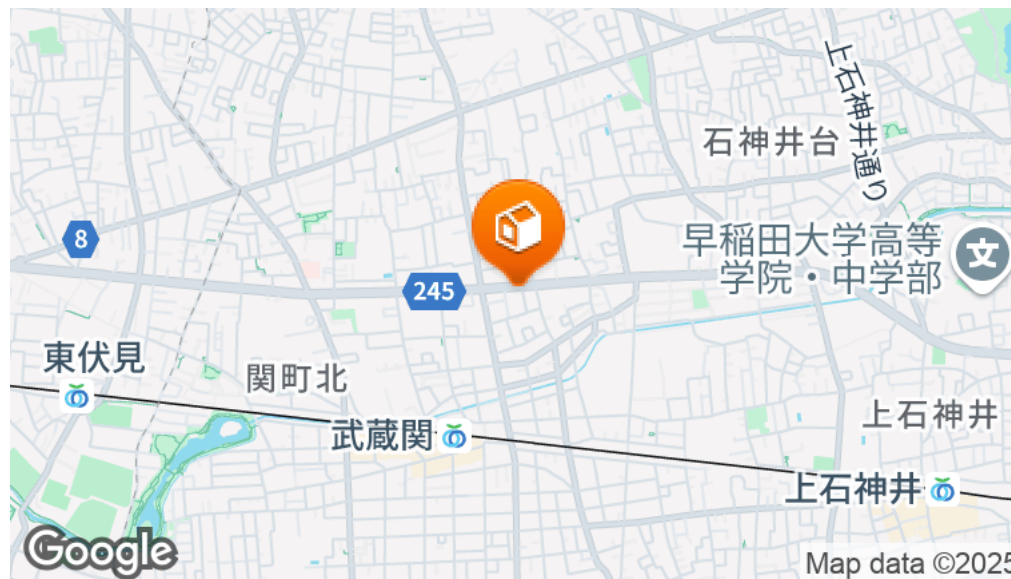 上石神井通り
石神井台
8
早稲田大学高等
学院・中学部
文
245
東伏見
関町北
武蔵関
上石神井
上石神井
Google
Map data ©2025